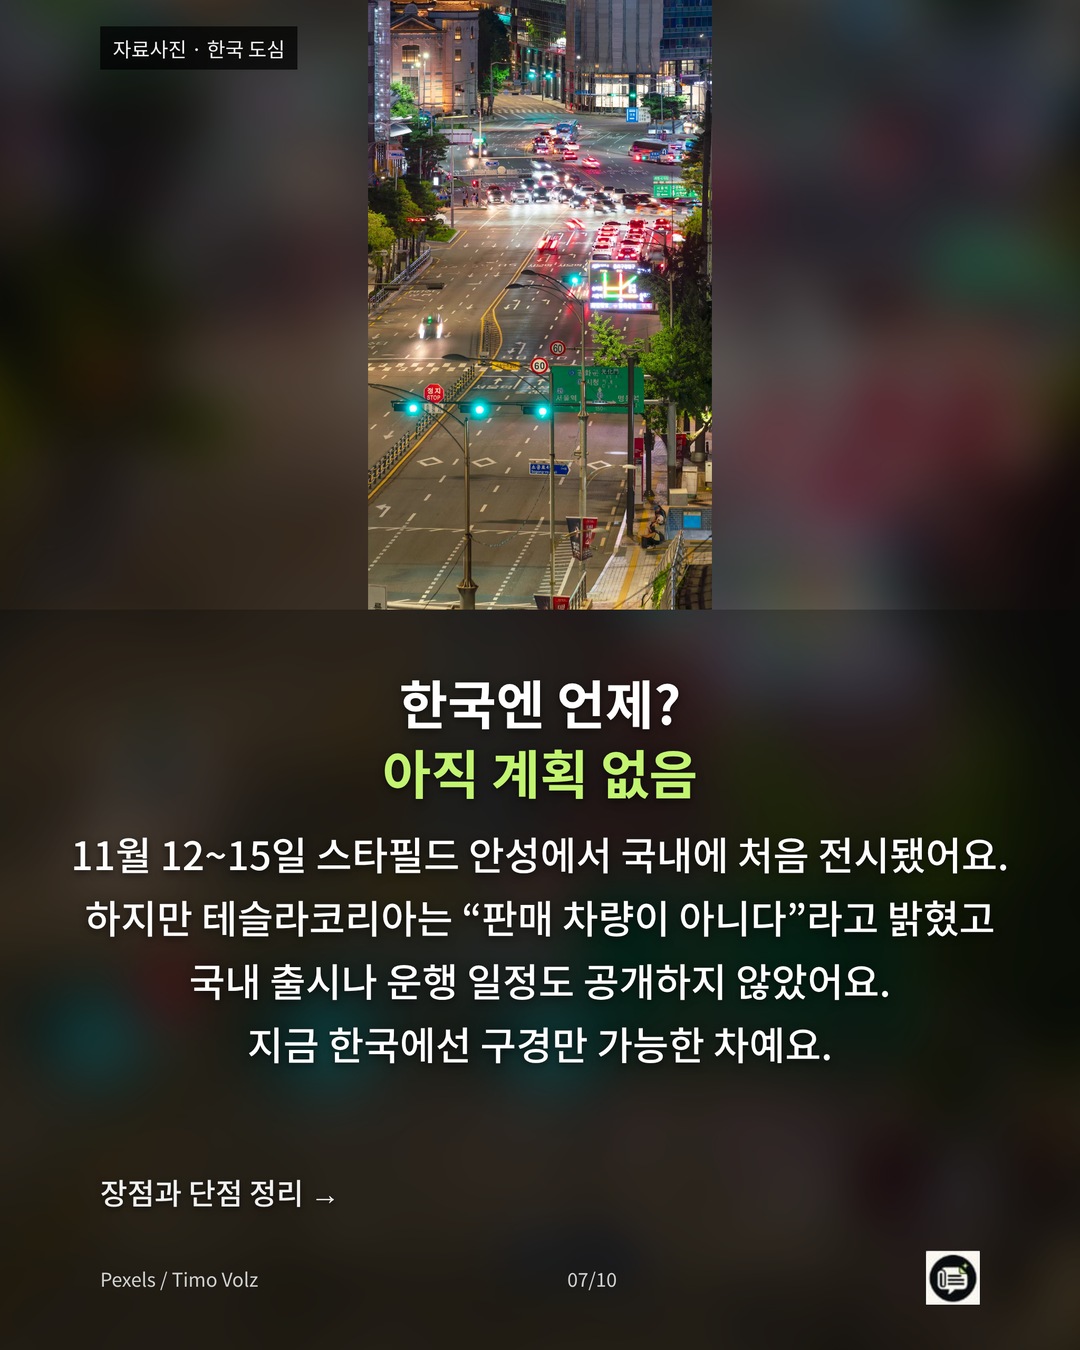 자료사진 · 한국 도심
60
60
정지
STOP
한국엔 언제?
아직 계획 없음
11월 12~15일 스타필드 안성에서 국내에 처음 전시됐어요.
하지만 테슬라코리아는 “판매 차량이 아니다”라고 밝혔고
국내 출시나 운행 일정도 공개하지 않았어요.
지금 한국에선 구경만 가능한 차예요.
장점과 단점 정리 →
Pexels / Timo Volz
07/10